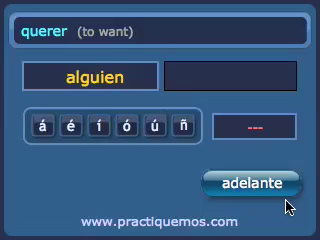 querer (to want)
alguien
á é í ó ú ñ ---
adelante
www.practiquemos.com